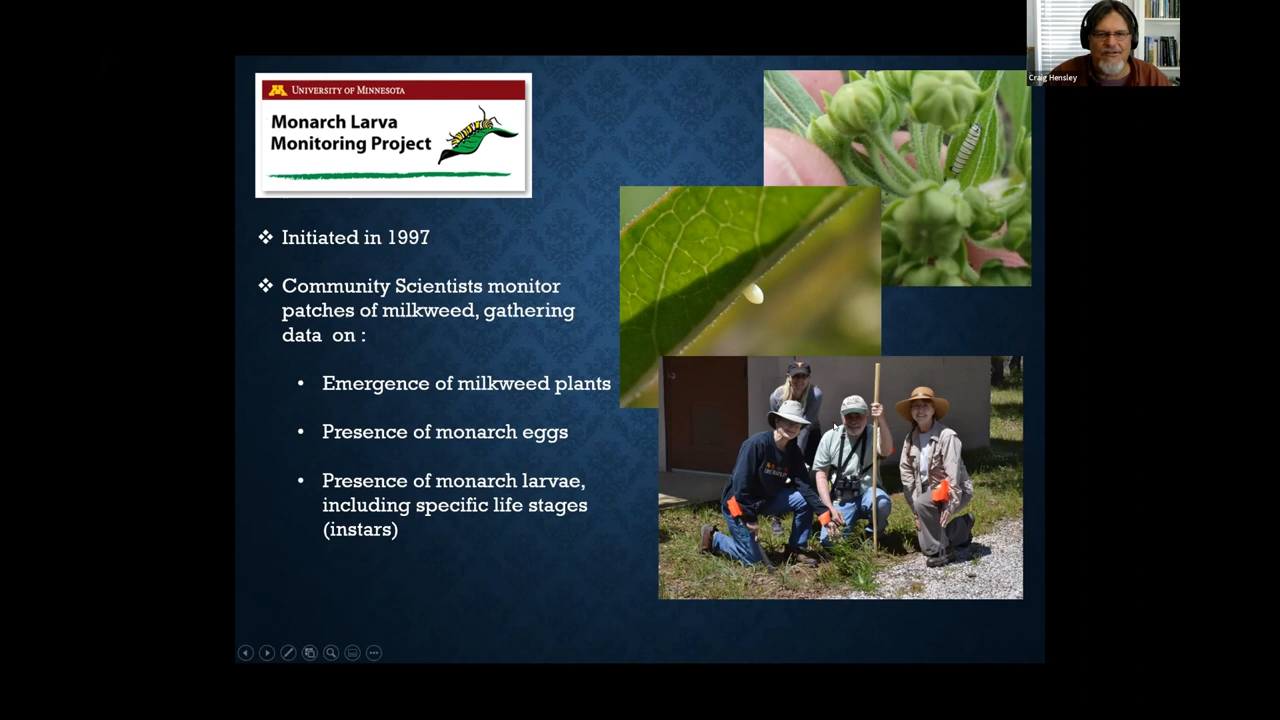 Craig Hensley
UNIVERSITY OF MINNESOTA
Monarch Larva
Monitoring Project
❖ Initiated in 1997
❖ Community Scientists monitor
patches of milkweed, gathering
data on :
• Emergence of milkweed plants
• Presence of monarch eggs
• Presence of monarch larvae,
including specific life stages
(instars)